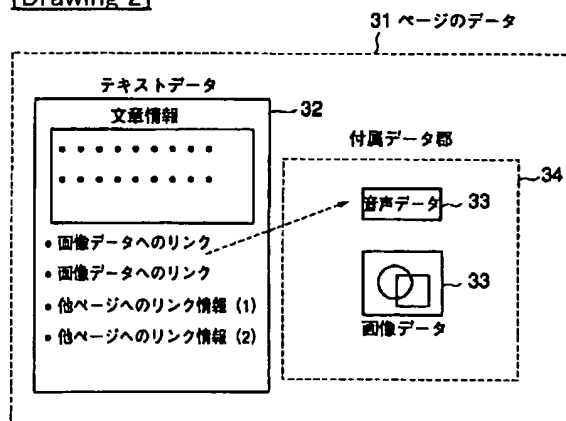 [Drawing 2]
31 ページのデータ
テキストデータ
32
文章情報
付属データ郡
34
音声データ 33
• 画像データへのリンク
• 画像データへのリンク
33
• 他ページへのリンク情報 (1)
• 他ページへのリンク情報 (2)
画像データ